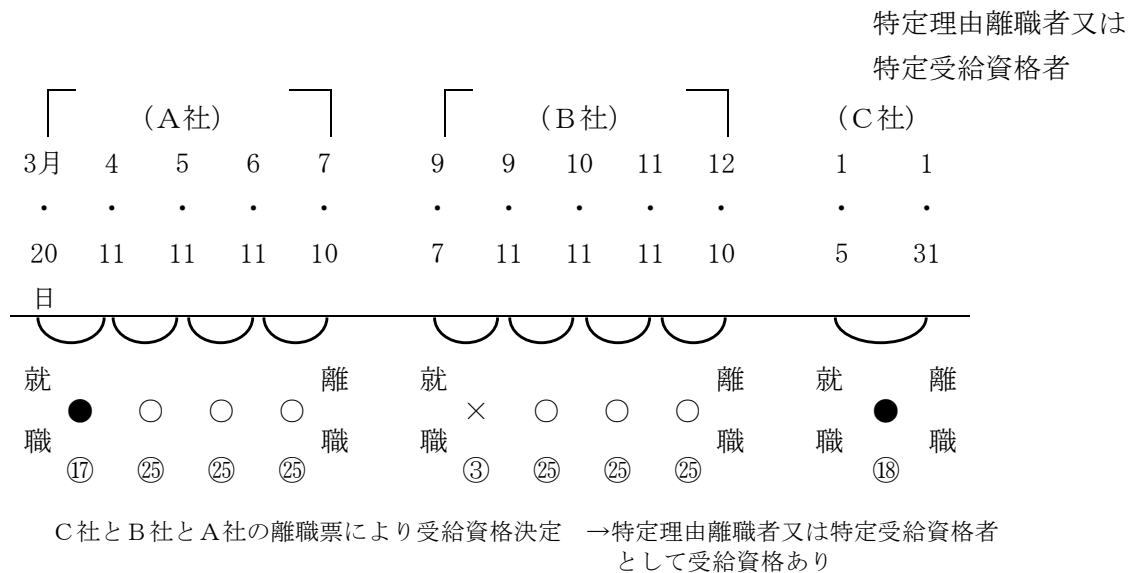 特定理由離職者又は
特定受給資格者
（A社） （B社） （C社）
3月 4 5 6 7 9 9 10 11 12 1 1
・ ・ ・ ・ ・ ・ ・ ・ ・ ・ ・ ・
20 11 11 11 10 7 11 11 11 10 5 31
日
就 離 就 離 就 離
● ○ ○ ○ × ○ ○ ○ ●
職 職 職 職 職 職
⑰ ㉕ ㉕ ㉕ ③ ㉕ ㉕ ㉕ ⑱
C社とB社とA社の離職票により受給資格決定 →特定理由離職者又は特定受給資格者
として受給資格あり